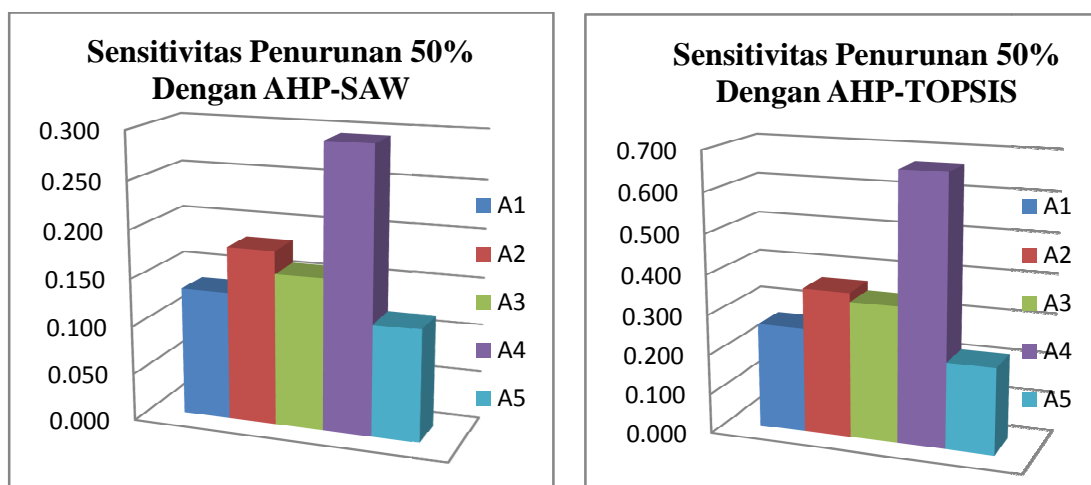 Sensitivitas Penurunan 50%
Dengan AHP-SAW
0.300
0.250
0.200
0.150
0.100
0.050
0.000
A1
A2
A3
A4
A5
Sensitivitas Penurunan 50%
Dengan AHP-TOPSIS
0.700
0.600
0.500
0.400
0.300
0.200
0.100
0.000
A1
A2
A3
A4
A5